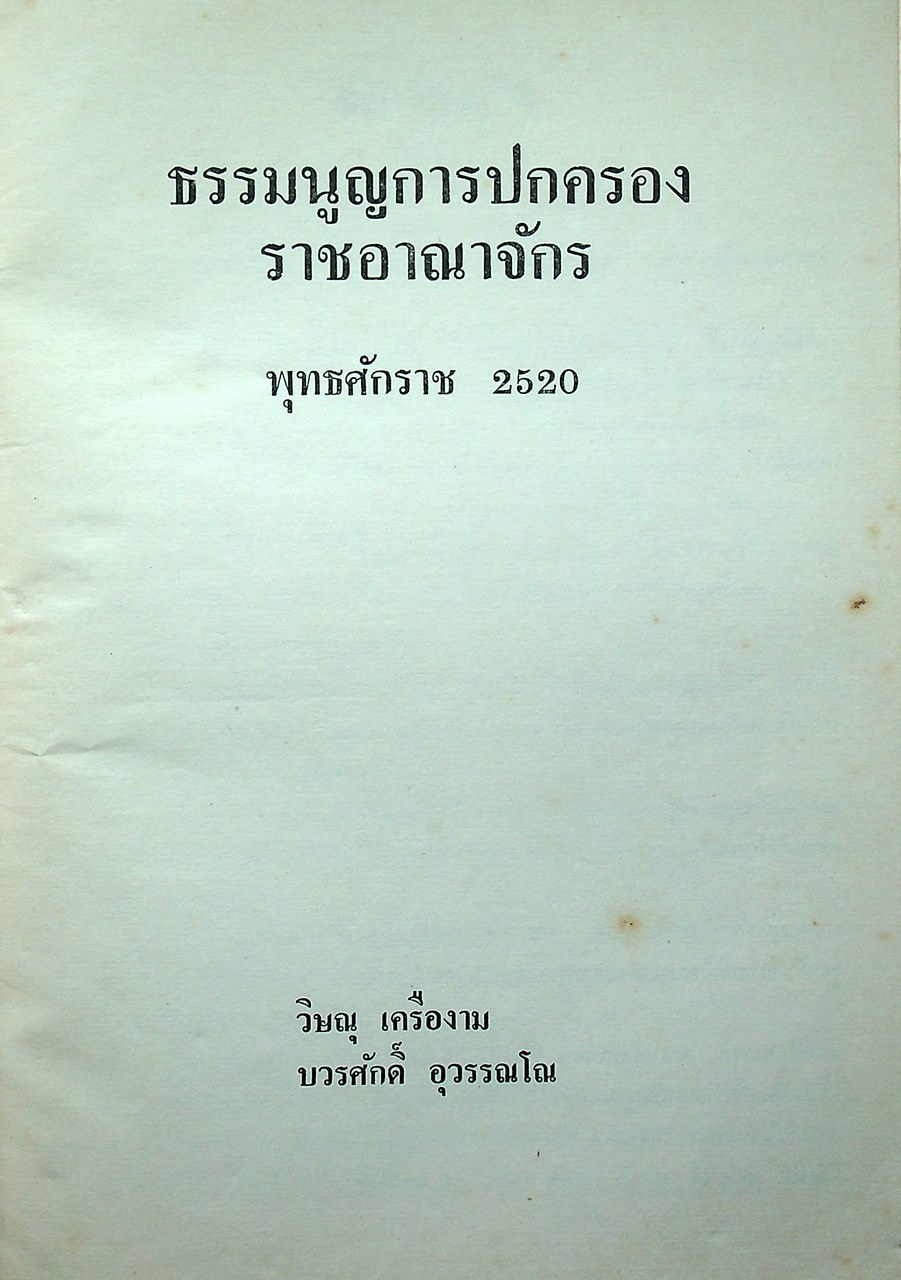 ธรรมนูญการปกครอง
ราชอาณาจักร
พุทธศักราช 2520
วิษณุ เครืองาม
บวรศักดิ์ อุวรรณโณ